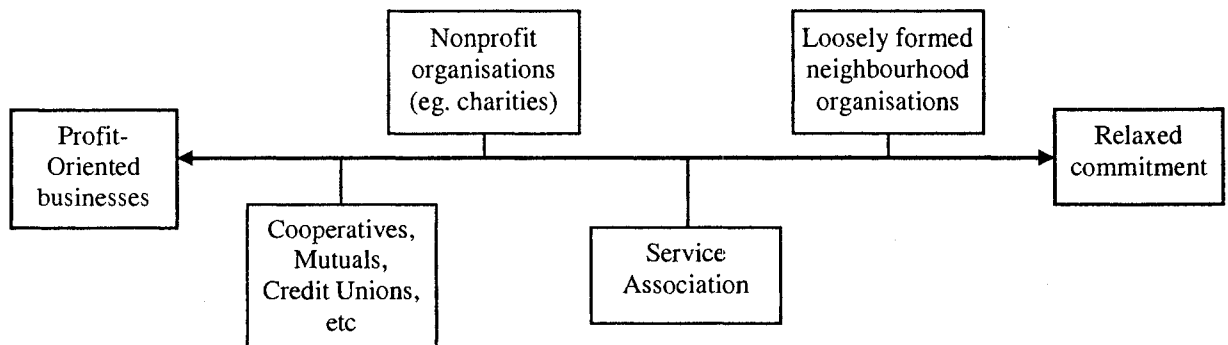 Nonprofit
organisations
(eg. charities)
Loosely formed
neighbourhood
organisations
Profit-
Oriented
businesses
Relaxed
commitment
Cooperatives,
Mutuals,
Credit Unions,
etc
Service
Association